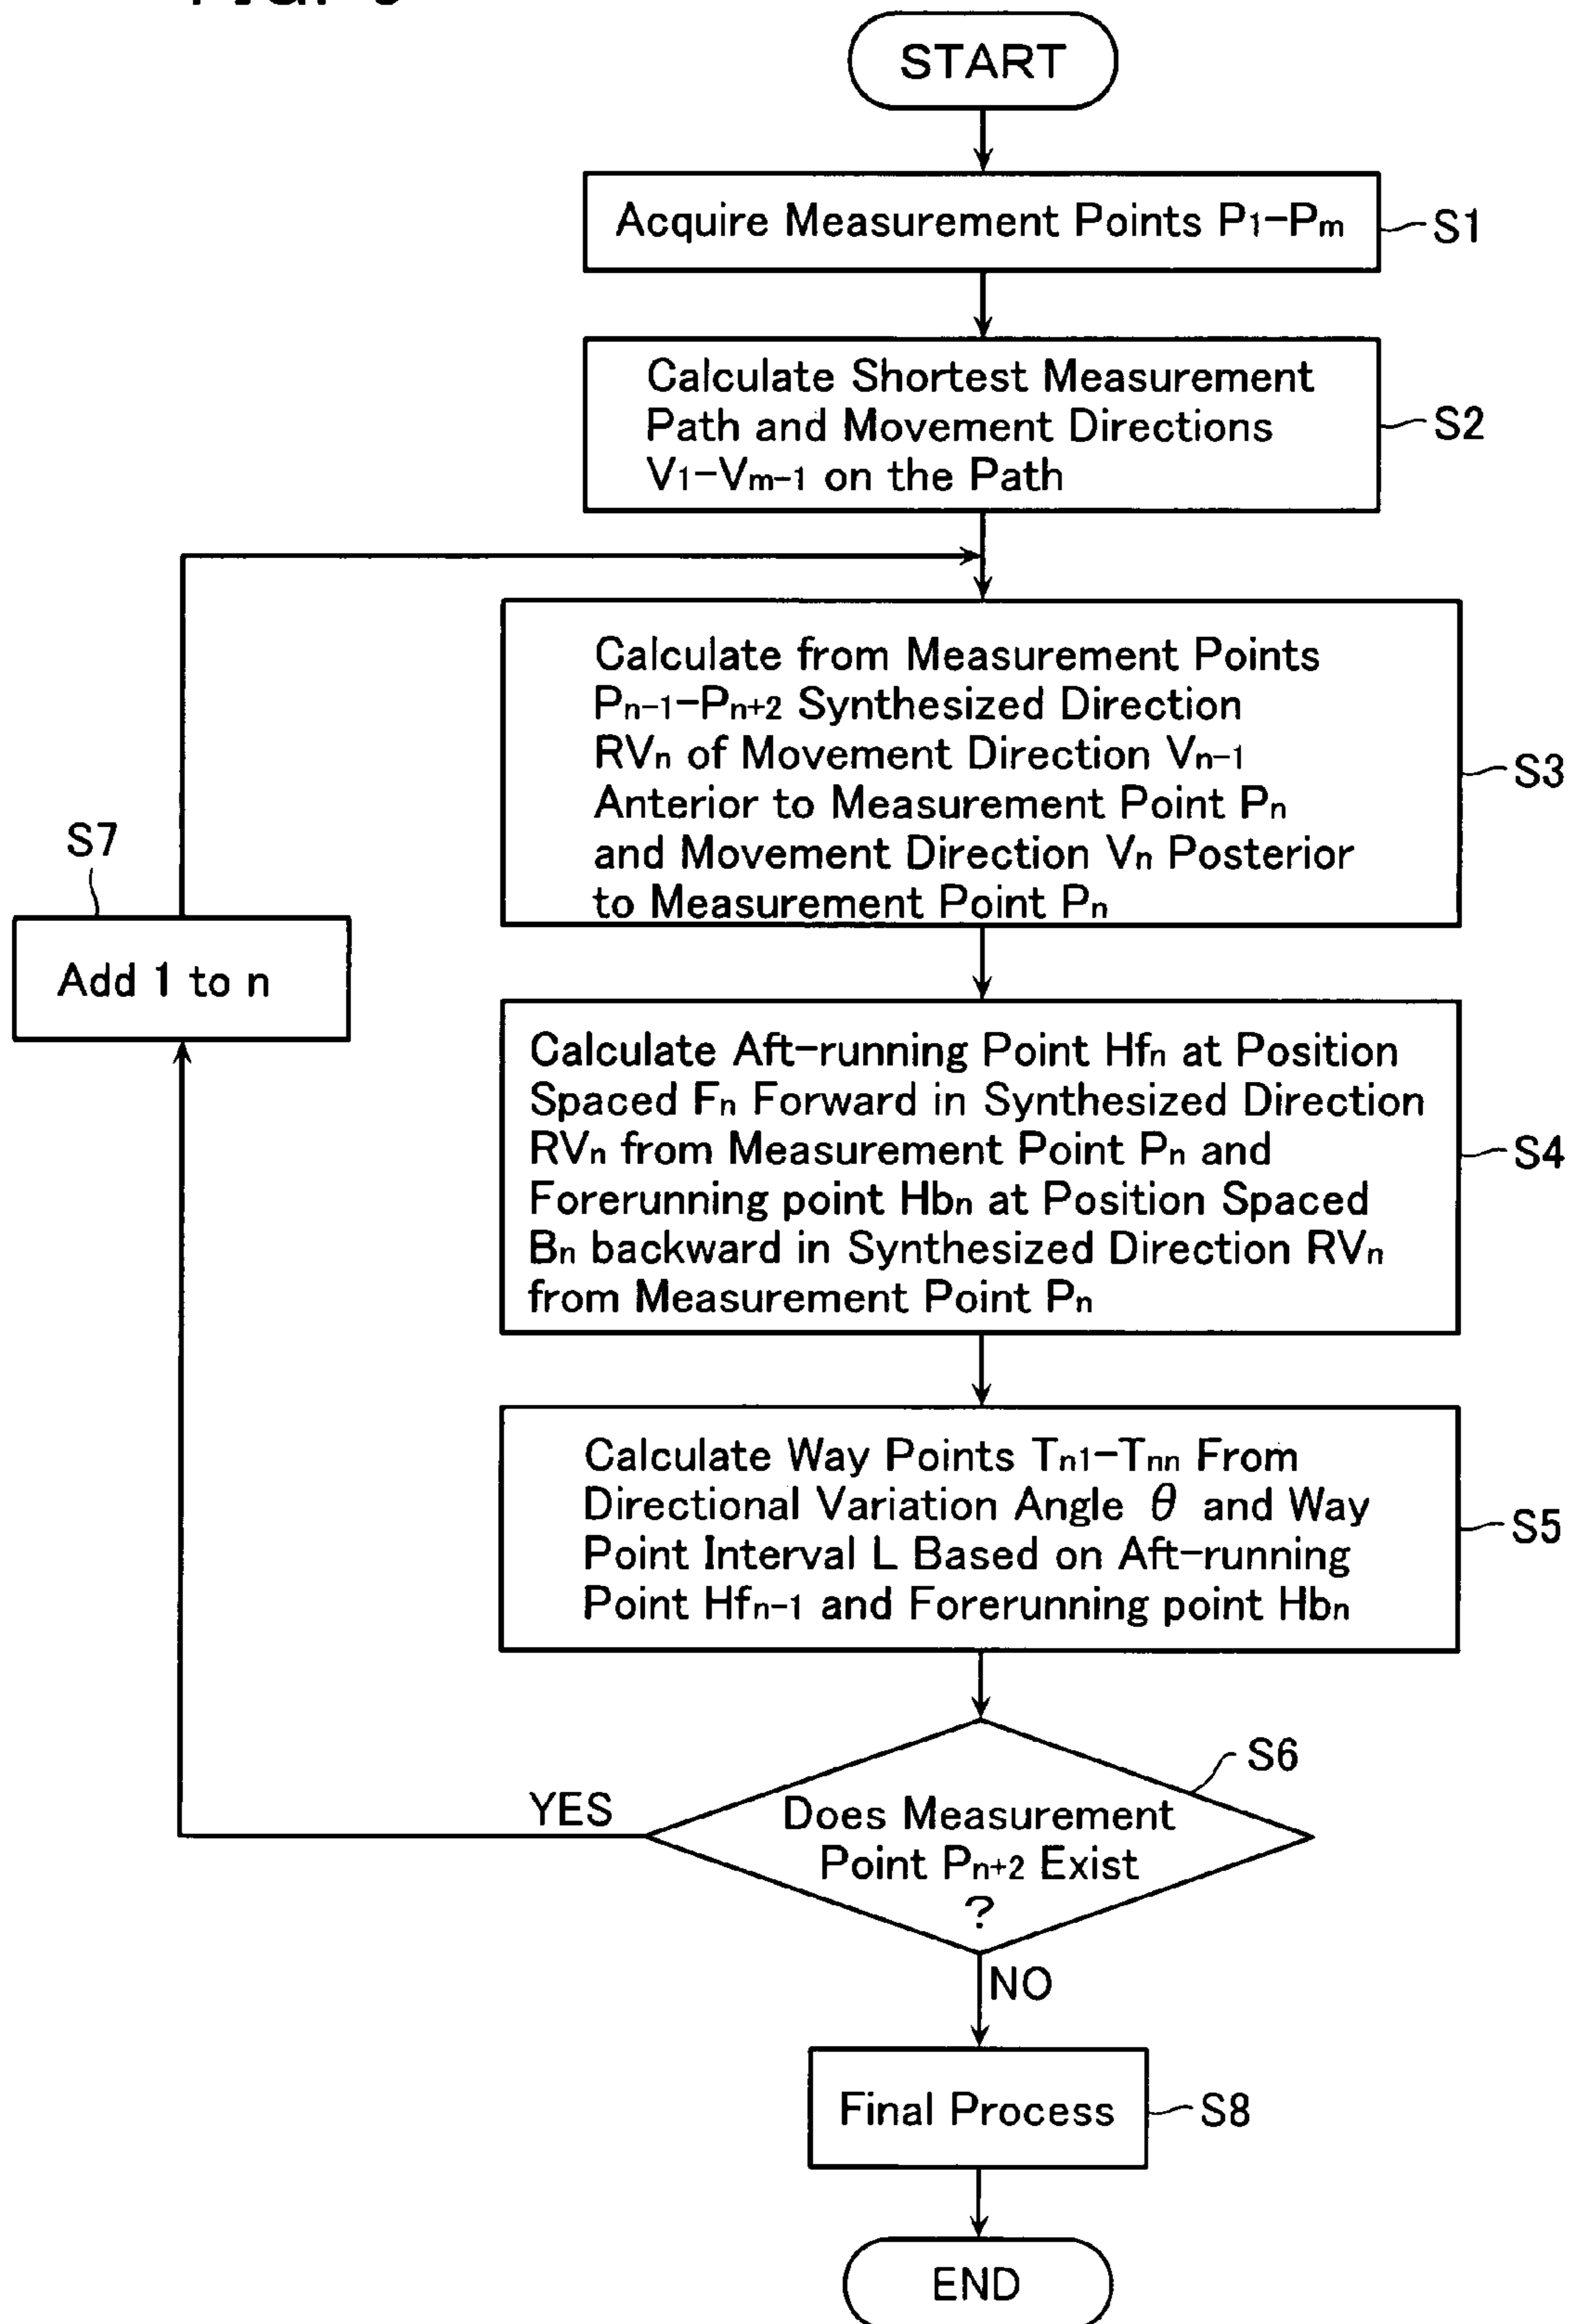 START
Acquire Measurement Points P1-Pm
S1
Calculate Shortest Measurement
Path and Movement Directions
V1-Vm-1 on the Path
S2
Calculate from Measurement Points
Pn-1-Pn+2 Synthesized Direction
RVn of Movement Direction Vn-1
Anterior to Measurement Point Pn
and Movement Direction Vn Posterior
to Measurement Point Pn
S3
S7
Add 1 to n
Calculate Aft-running Point Hfn at Position
Spaced Fn Forward in Synthesized Direction
RVn from Measurement Point Pn and
Forerunning point Hbn at Position Spaced
Bn backward in Synthesized Direction RVn
from Measurement Point Pn
S4
Calculate Way Points Tn1-Tnn From
Directional Variation Angle θ and Way
Point Interval L Based on Aft-running
Point Hfn-1 and Forerunning point Hbn
S5
S6
YES
Does Measurement
Point Pn+2 Exist
?
NO
Final Process
S8
END